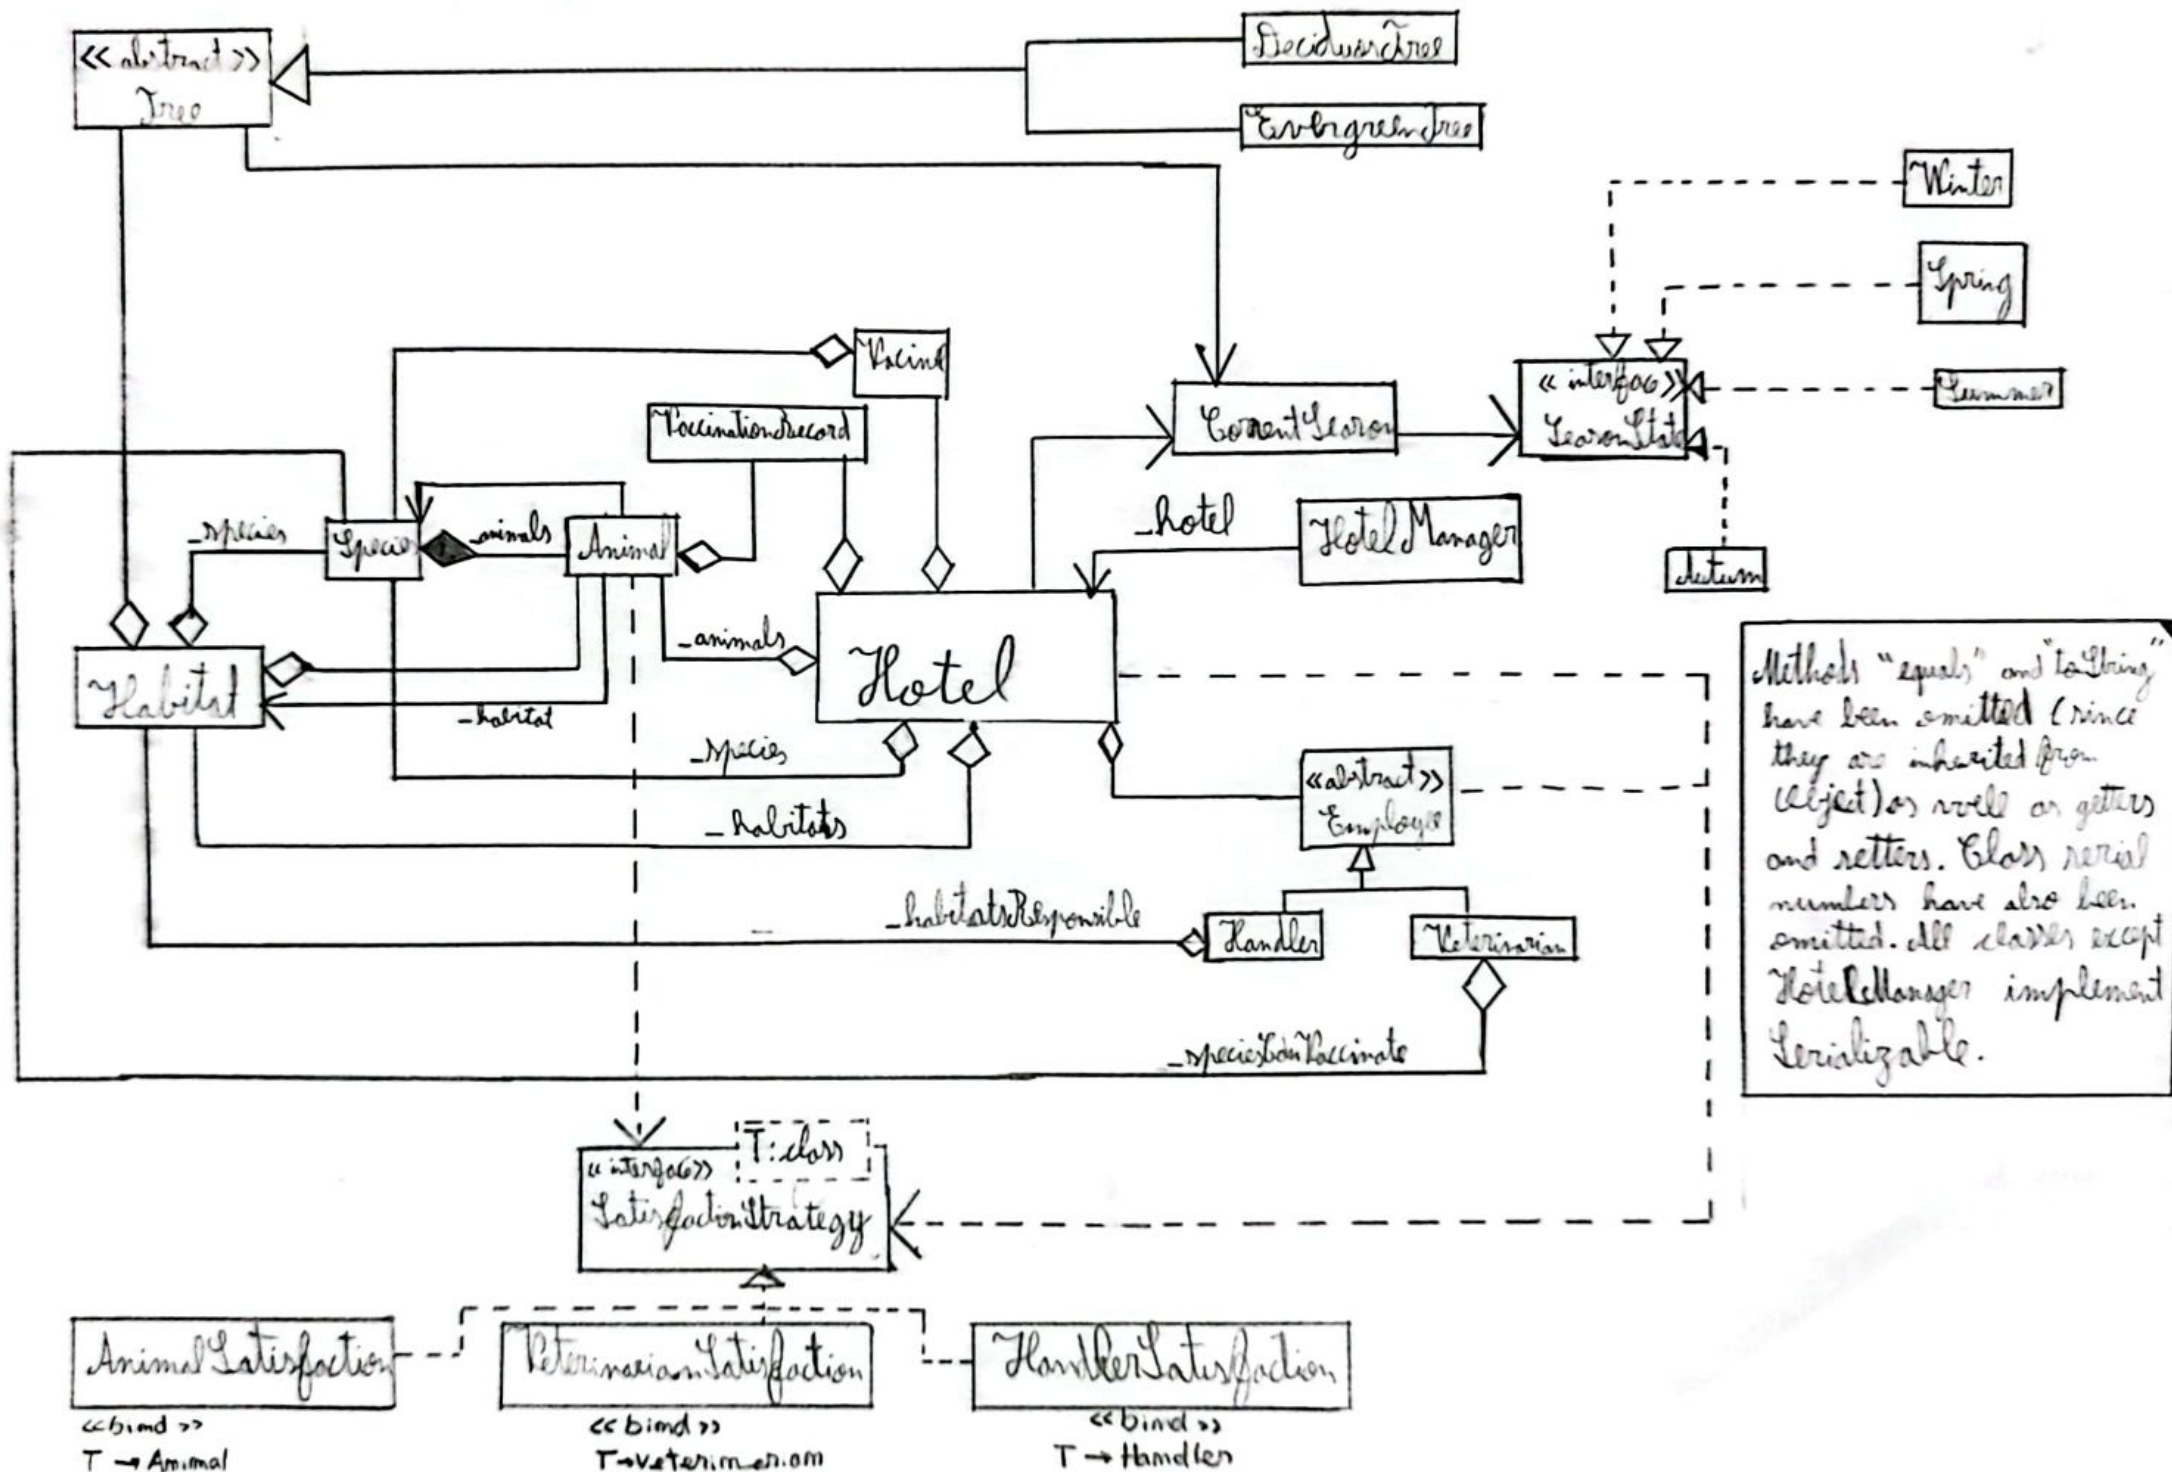 <<abstract>>
Tree
DeciduousTree
EvergreenTree
Winter
Spring
Vacine
<<interface>>
SeasonState
Summer
VaccinationRecord
CorrentSeason
_species
Species
_animals
Animal
_hotel
HotelManager
Autum
Habitat
_animals
Hotel
_habitat
_species
_habitats
<<abstract>>
Employee
_habitatsResponsible
Handler
Veterinarian
_speciesCanVaccinate
Methods "equals" and "toString"
have been omitted (since
they are inherited from
Object) as well as getters
and setters. Class serial
numbers have also been
omitted. All classes except
HotelManager implement
Serializable.
T:class
<<interface>>
SatisfactionStrategy
AnimalSatisfaction
VeterinarianSatisfaction
HandlerSatisfaction
<<bind>>
T → Animal
<<bind>>
T → Veterinarian
<<bind>>
T → Handler